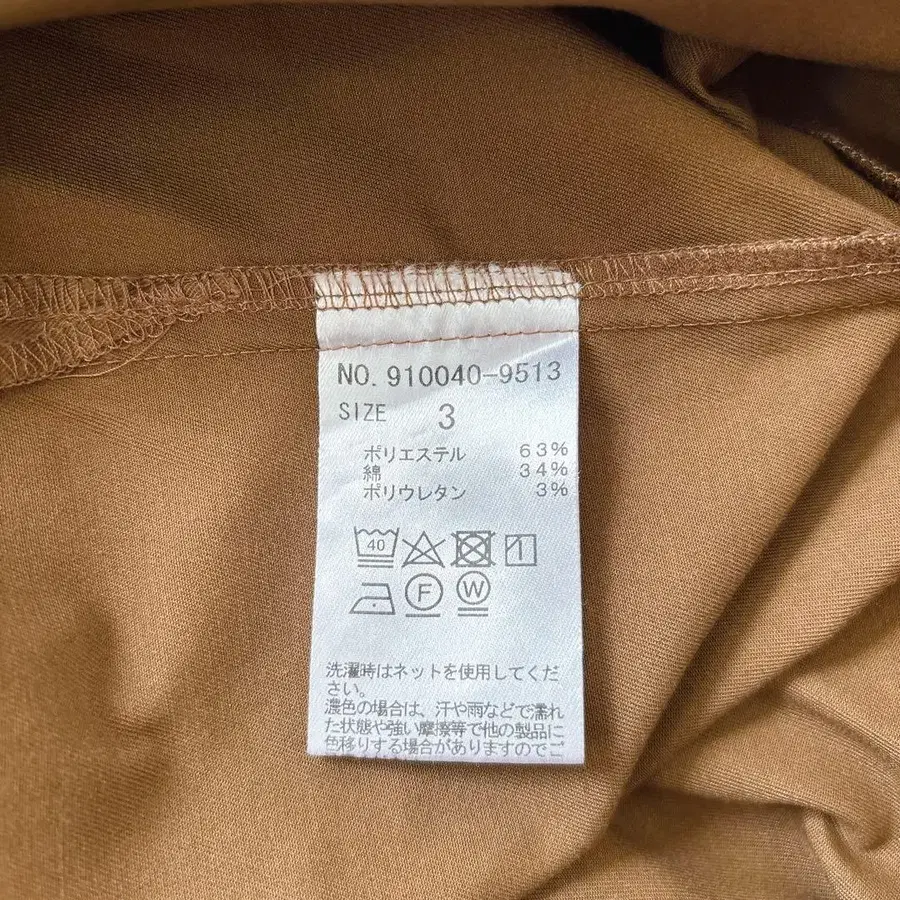 NO. 910040-9513
SIZE 3
ポリエステル 63%
綿 34%
ポリウレタン 3%
40
1
F
W
洗濯時はネットを使用してくだ
さい。
濃色の場合は、汗や雨などで濡れ
た状態や強い摩擦等で他の製品に
色移りする場合がありますのでご